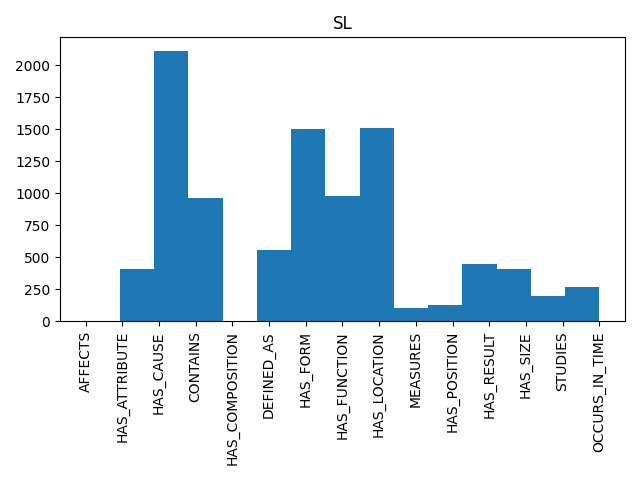 SL
2000
1750
1500
1250
1000
750
500
250
0
AFFECTS
HAS_ATTRIBUTE
HAS_CAUSE
CONTAINS
HAS_COMPOSITION
DEFINED_AS
HAS_FORM
HAS_FUNCTION
HAS_LOCATION
MEASURES
HAS_POSITION
HAS_RESULT
HAS_SIZE
STUDIES
OCCURS_IN_TIME